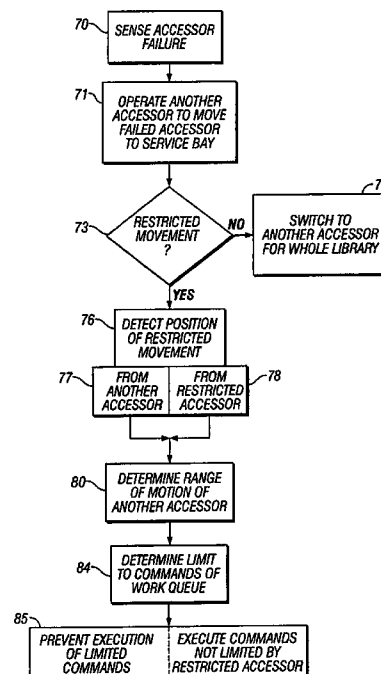 70
SENSE ACCESSOR
FAILURE
71
OPERATE ANOTHER
ACCESSOR TO MOVE
FAILED ACCESSOR
TO SERVICE BAY
73
RESTRICTED
MOVEMENT
?
NO
SWITCH TO
ANOTHER ACCESSOR
FOR WHOLE LIBRARY
YES
76
DETECT POSITION
OF RESTRICTED
MOVEMENT
77
FROM
ANOTHER
ACCESSOR
FROM
RESTRICTED
ACCESSOR
78
80
DETERMINE RANGE
OF MOTION OF
ANOTHER ACCESSOR
84
DETERMINE LIMIT
TO COMMANDS OF
WORK QUEUE
85
PREVENT EXECUTION
OF LIMITED
COMMANDS
EXECUTE COMMANDS
NOT LIMITED BY
RESTRICTED ACCESSOR